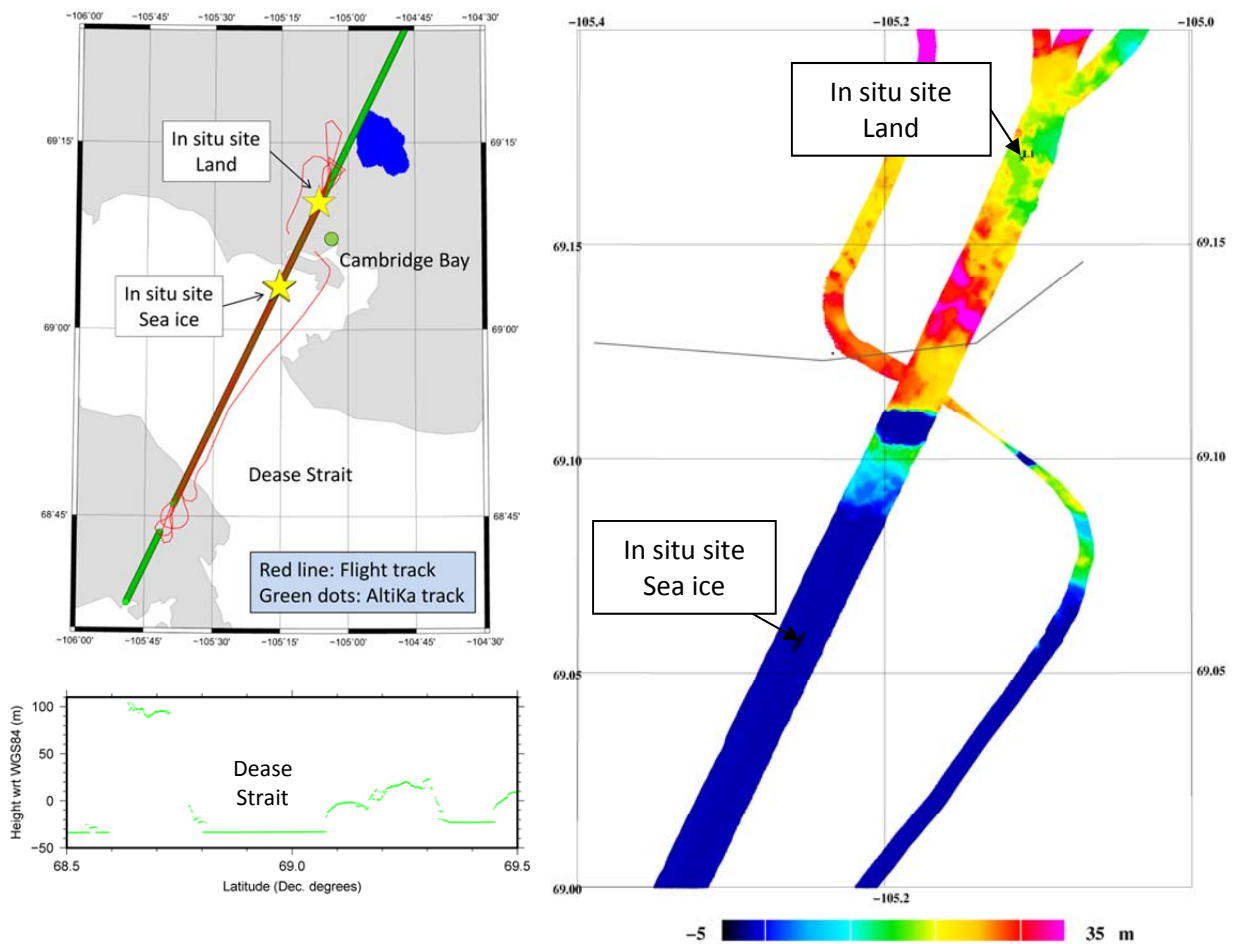 −106˚00' −105˚45' −105˚30' −105˚15' −105˚00' −104˚45' −104˚30'
69˚15'
69˚15'
In situ site
Land
Cambridge Bay
In situ site
Sea ice
69˚00'
69˚00'
Dease Strait
68˚45'
68˚45'
Red line: Flight track
Green dots: AltiKa track
−106˚00' −105˚45' −105˚30' −105˚15' −105˚00' −104˚45' −104˚30'
Height wrt WGS84 (m)
100
50
0
−50
Dease
Strait
68.5 69.0 69.5
Latitude (Dec. degrees)
−105.4 −105.2 −105.0
In situ site
Land
69.15
69.15
69.10
69.10
In situ site
Sea ice
69.05
69.05
69.00
−105.2
−5 35 m